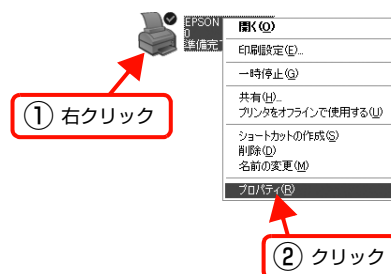 EPSON
0
準備完
開く(O)
印刷設定(E)...
一時停止(G)
共有(H)...
プリンタをオフラインで使用する(U)
ショートカットの作成(S)
削除(D)
名前の変更(M)
プロパティ(R)
① 右クリック
② クリック